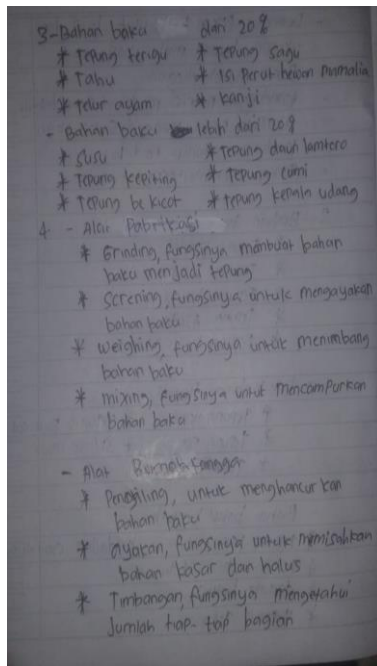 3 - Bahan baku dari 20%
* Tepung terigu * Tepung sagu
* Tahu * Isi Perut hewan mamalia
* Telur ayam * Kanji
- Bahan baku lebih dari 20%
* susu * Tepung daun lamtoro
* Tepung kepiting * Tepung cumi
* Tepung bekicot * tepung kepala udang
4. - Alat Pabrikasi
* Grinding, fungsinya membuat bahan
baku menjadi tepung
* Screning, fungsinya untuk mengayakan
bahan baku
* weighing, fungsinya untuk menimbang
bahan baku
* mixing, fungsinya untuk mencampurkan
bahan baku
- Alat Rumah tangga
* Pengiling, untuk menghancurkan
bahan baku
* ayakan, fungsinya untuk memisahkan
bahan kasar dan halus
* Timbangan, fungsinya mengetahui
Jumlah tiap-tiap bagian